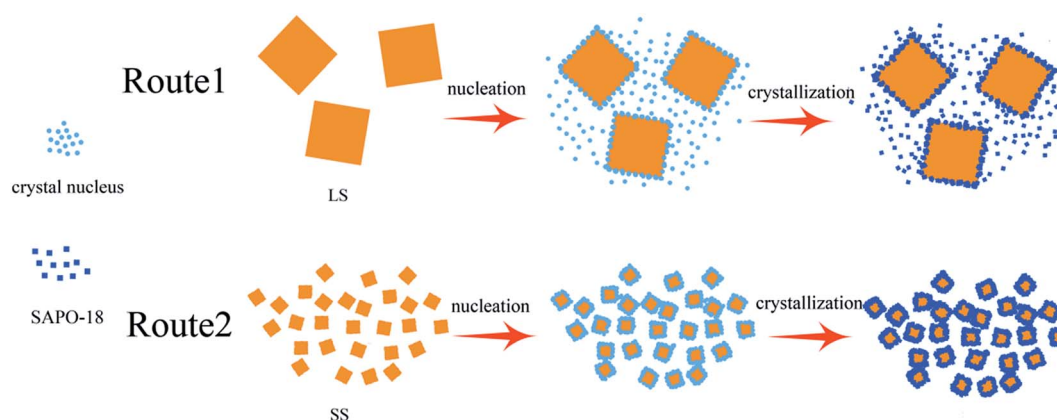 Route1
nucleation
crystallization
crystal nucleus
LS
SAPO-18
Route2
nucleation
crystallization
SS